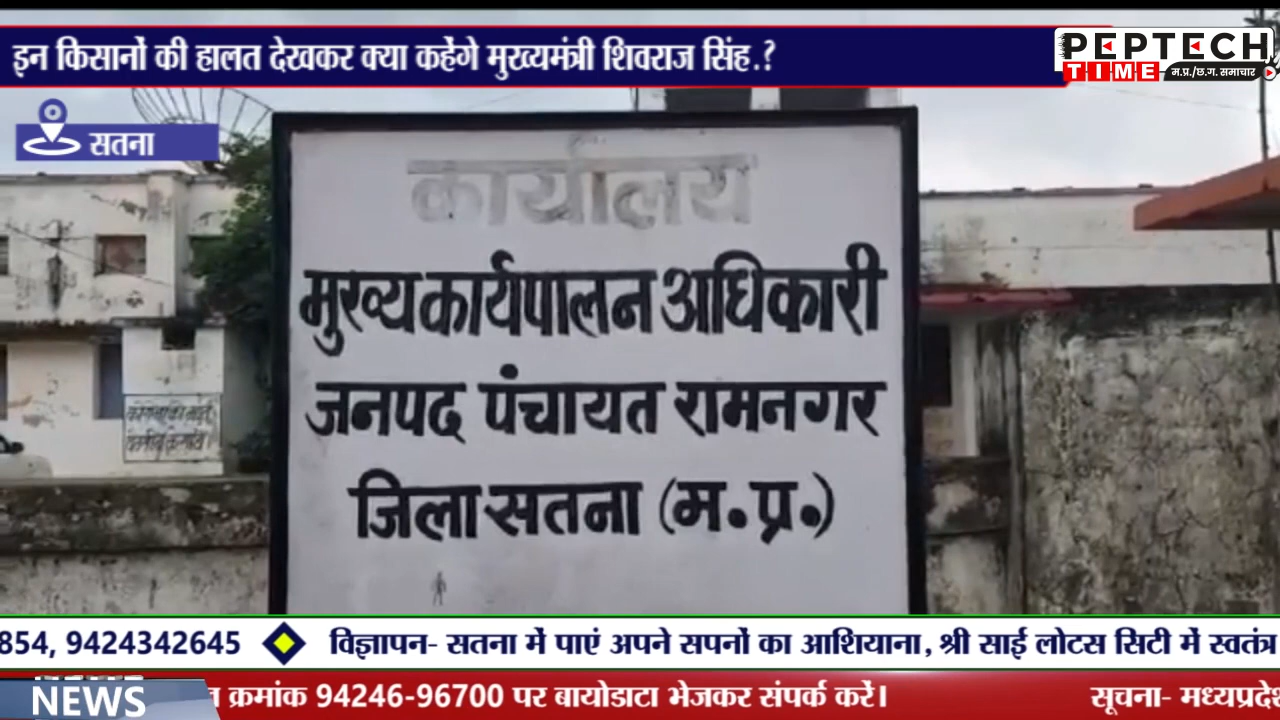 इन किसानों की हालत देखकर क्या कहेंगे मुख्यमंत्री शिवराज सिंह.?
PEPTECH
TIME म.प्र./छ.ग. समाचार
सतना
कार्यालय
मुख्य कार्यपालन अधिकारी
जनपद पंचायत रामनगर
जिला सतना (म.प्र.)
854, 9424342645 विज्ञापन- सतना में पाएं अपने सपनों का आशियाना, श्री साई लोटस सिटी में स्वतंत्र
NEWS क्रमांक 94246-96700 पर बायोडाटा भेजकर संपर्क करें। सूचना- मध्यप्रदेश